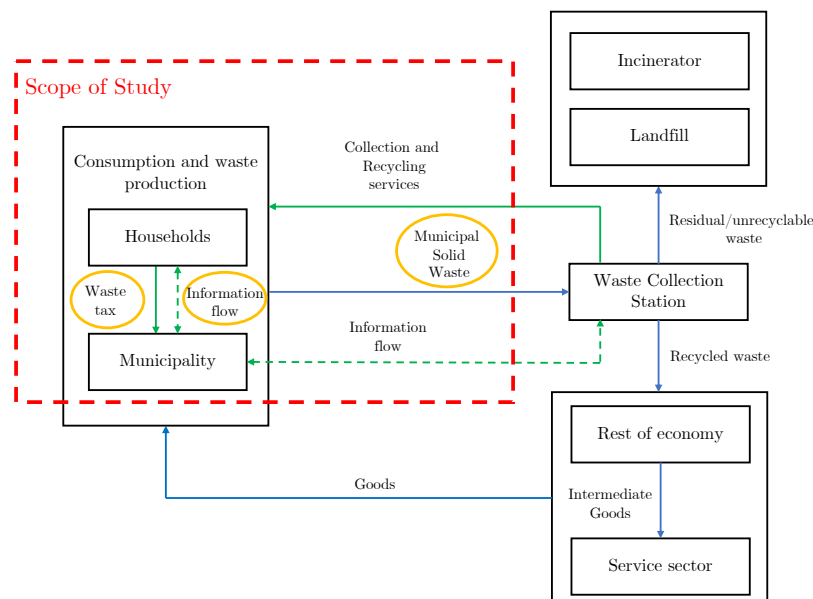 Incinerator
Scope of Study
Landfill
Collection and
Recycling
services
Consumption and waste
production
Households
Municipal
Solid
Waste
Residual/unrecyclable
waste
Waste Collection
Station
Waste
tax
Information
flow
Information
flow
Municipality
Recycled waste
Rest of economy
Goods
Intermediate
Goods
Service sector